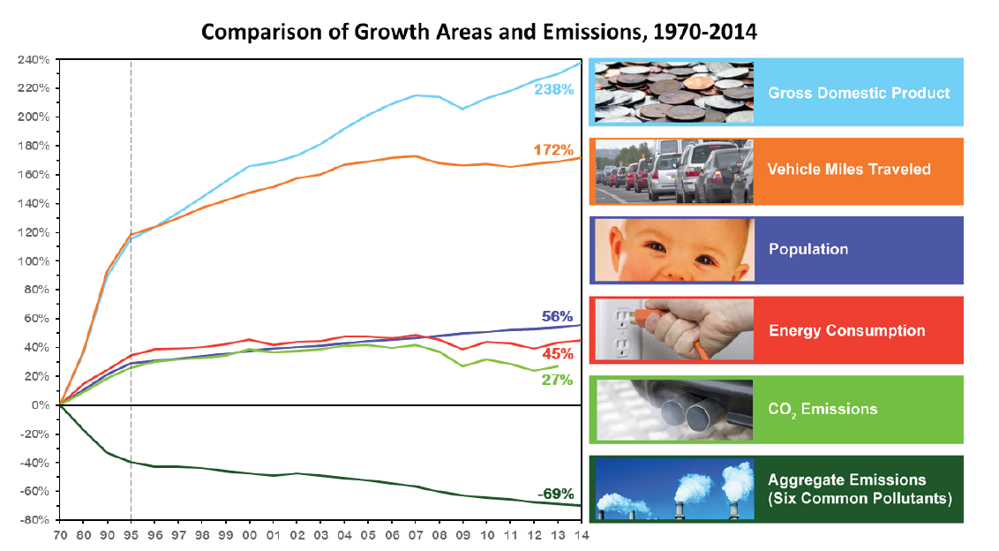 Comparison of Growth Areas and Emissions, 1970-2014
240%
220%
200%
180%
160%
140%
120%
100%
80%
60%
40%
20%
0%
-20%
-40%
-60%
-80%
70 80 90 95 96 97 98 99 00 01 02 03 04 05 06 07 08 09 10 11 12 13 14
238%
172%
56%
45%
27%
-69%
Gross Domestic Product
Vehicle Miles Traveled
Population
Energy Consumption
CO₂ Emissions
Aggregate Emissions
(Six Common Pollutants)